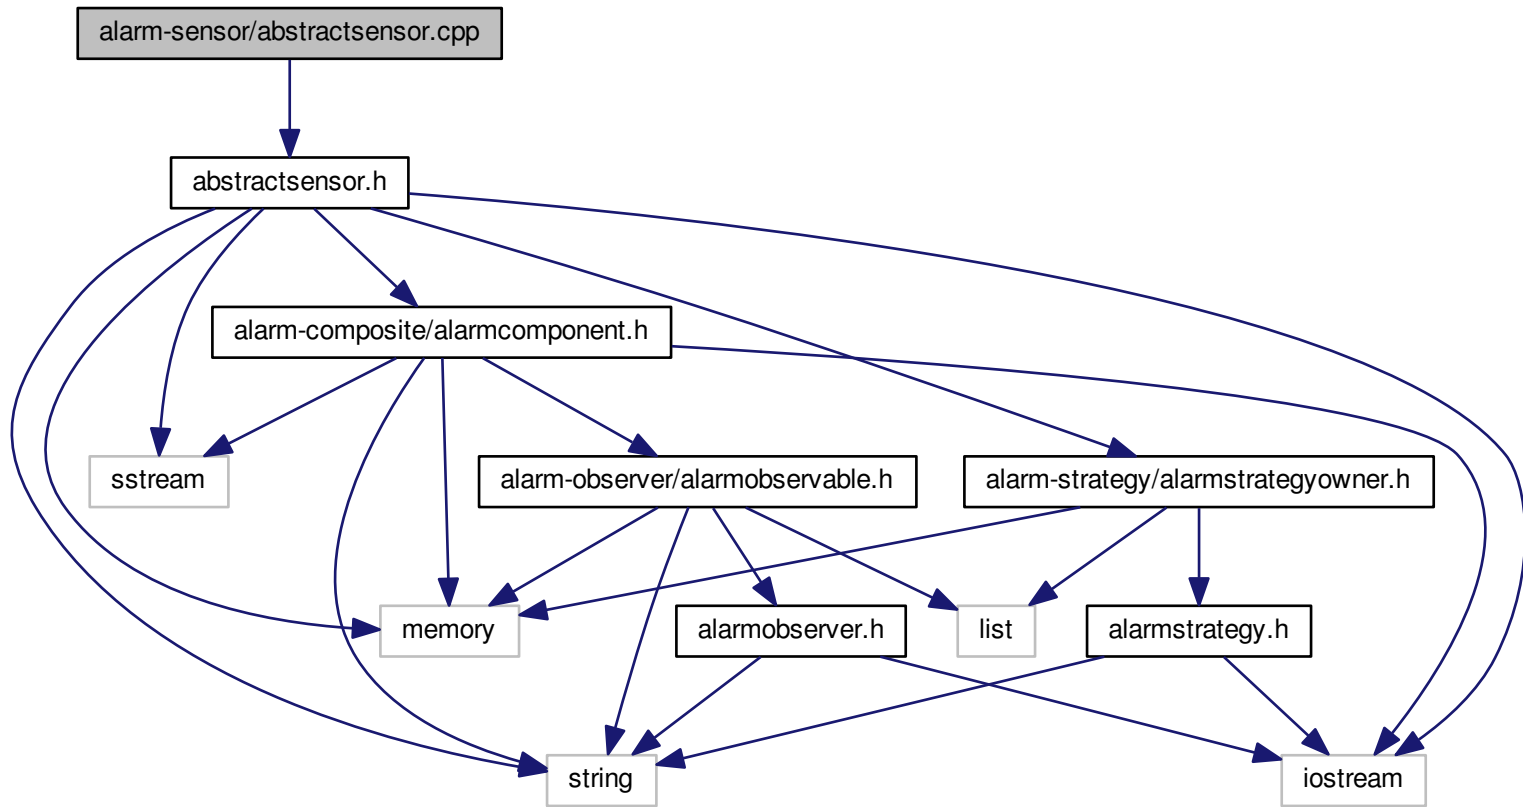 alarm-sensor/abstractsensor.cpp
abstractsensor.h
alarm-composite/alarmcomponent.h
sstream
alarm-observer/alarmobservable.h
alarm-strategy/alarmstrategyowner.h
memory
alarmobserver.h
list
alarmstrategy.h
string
iostream